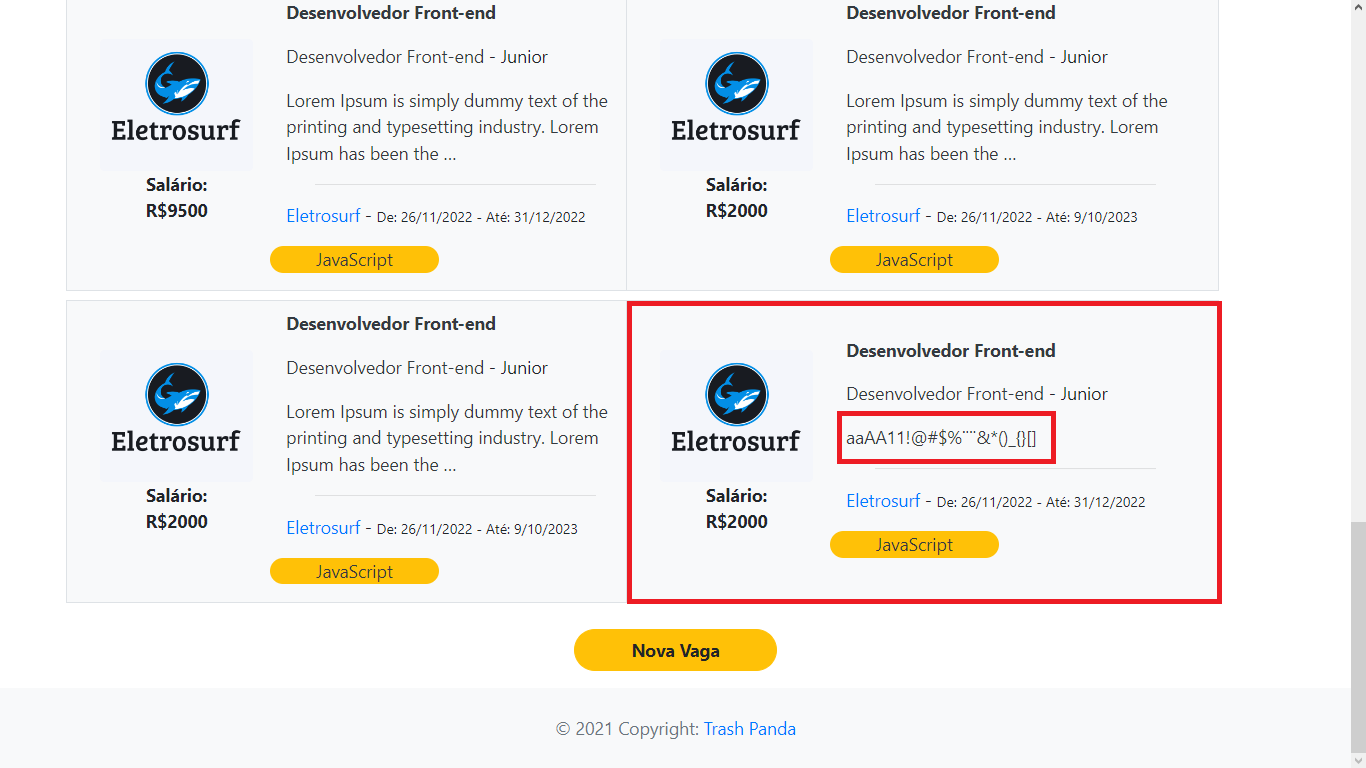 Desenvolvedor Front-end
Desenvolvedor Front-end - Junior
Lorem Ipsum is simply dummy text of the
printing and typesetting industry. Lorem
Ipsum has been the ...
Eletrosurf
Salário:
R$9500
Eletrosurf - De: 26/11/2022 - Até: 31/12/2022
JavaScript
Desenvolvedor Front-end
Desenvolvedor Front-end - Junior
Lorem Ipsum is simply dummy text of the
printing and typesetting industry. Lorem
Ipsum has been the ...
Eletrosurf
Salário:
R$2000
Eletrosurf - De: 26/11/2022 - Até: 9/10/2023
JavaScript
Desenvolvedor Front-end
Desenvolvedor Front-end - Junior
Lorem Ipsum is simply dummy text of the
printing and typesetting industry. Lorem
Ipsum has been the ...
Eletrosurf
Salário:
R$2000
Eletrosurf - De: 26/11/2022 - Até: 9/10/2023
JavaScript
Desenvolvedor Front-end
Desenvolvedor Front-end - Junior
aaAA11!@#$%¨¨&*()_{}[]
Eletrosurf
Salário:
R$2000
Eletrosurf - De: 26/11/2022 - Até: 31/12/2022
JavaScript
Nova Vaga
© 2021 Copyright: Trash Panda